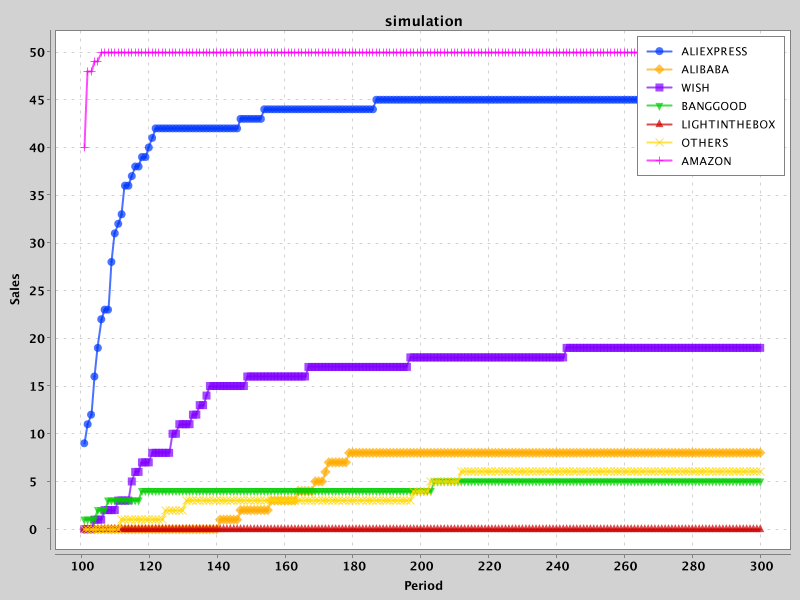 simulation
50
45
40
35
30
25
20
15
10
5
0
Sales
ALIEXPRESS
ALIBABA
WISH
BANGGOOD
LIGHTINTHEBOX
OTHERS
AMAZON
100 120 140 160 180 200 220 240 260 280 300
Period